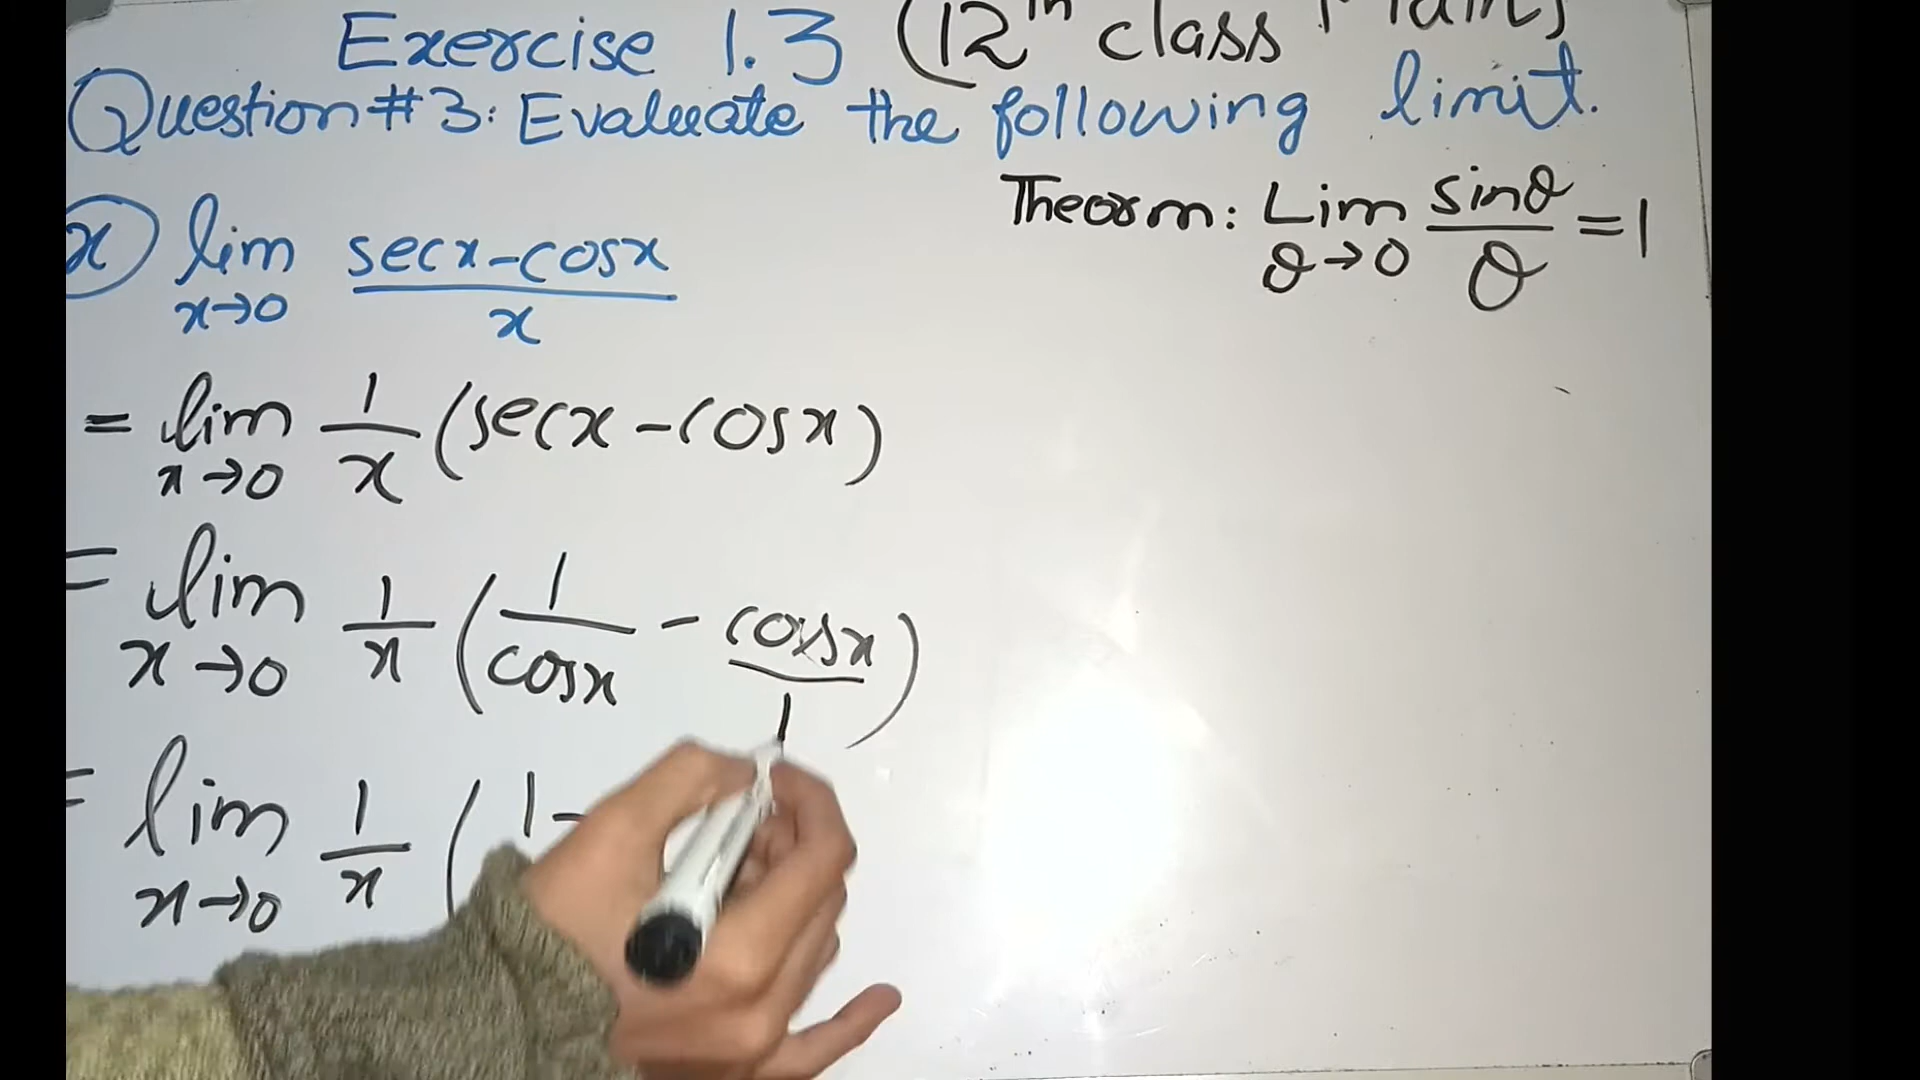 Exercise 1.3 (12th class
Question#3: Evaluate the following limit.
Theorm: Lim θ→0 sinθ/θ = 1
x) lim x→0 secx-cosx/x
= lim x→0 1/x (secx - cosx)
= lim x→0 1/x (1/cosx - cosx/1)
= lim x→0 1/x (1-